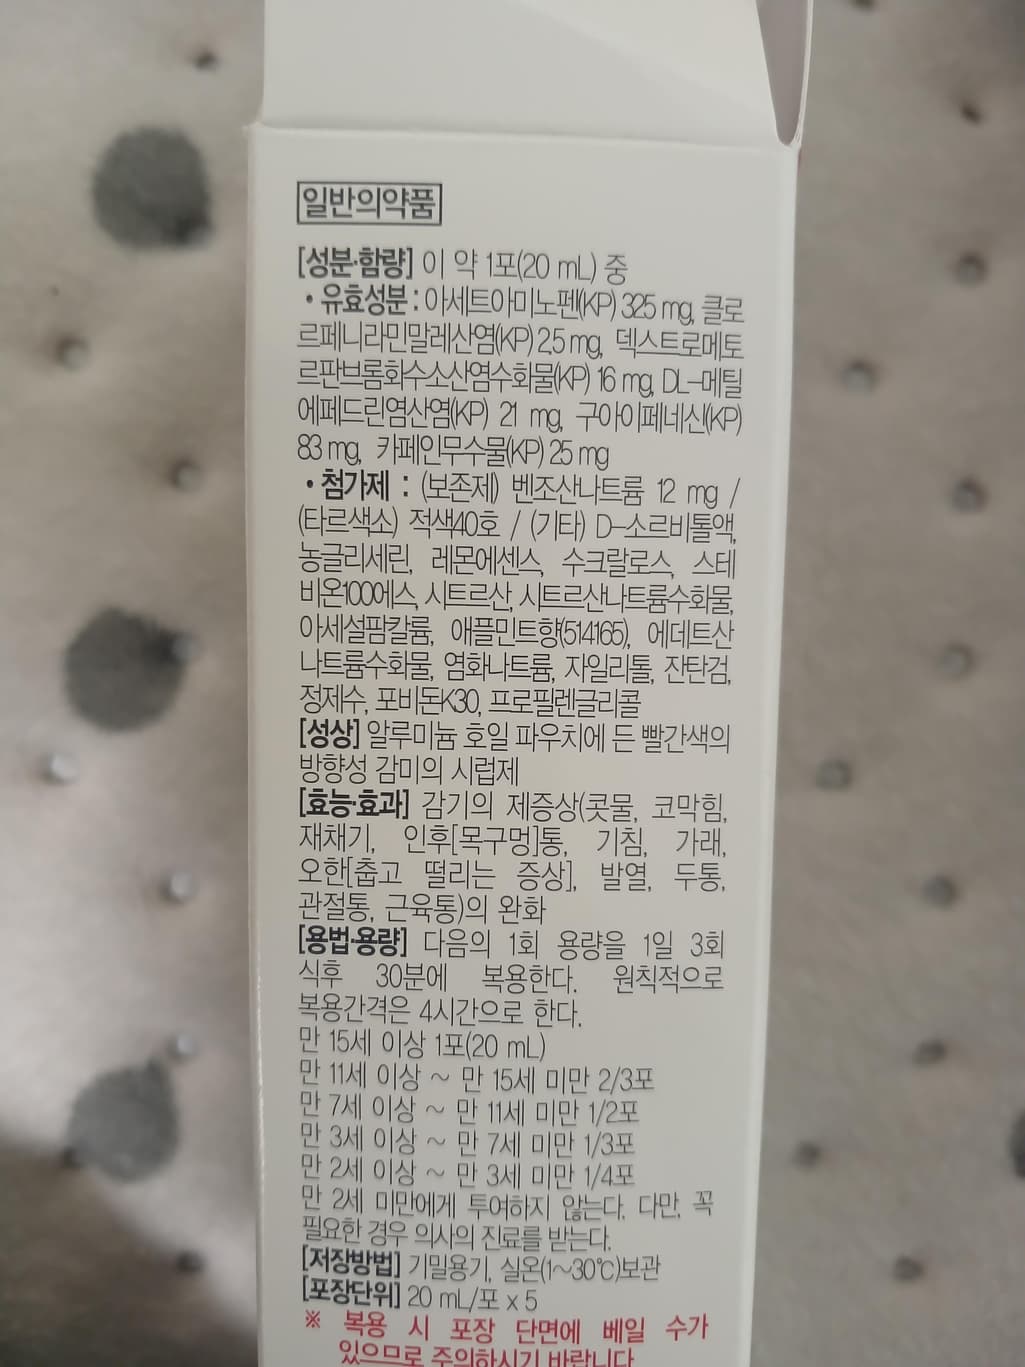 일반의약품
[성분·함량] 이 약 1포(20 mL) 중
• 유효성분 : 아세트아미노펜(KP) 325 mg, 클로
르페니라민말레산염(KP) 2.5 mg, 덱스트로메토
르판브롬화수소산염수화물(KP) 16 mg, DL-메틸
에페드린염산염(KP) 21 mg, 구아이페네신(KP)
83 mg, 카페인무수물(KP) 25 mg
• 첨가제 : (보존제) 벤조산나트륨 12 mg /
(타르색소) 적색40호 / (기타) D-소르비톨액,
농글리세린, 레몬에센스, 수크랄로스, 스테
비온100에스, 시트르산, 시트르산나트륨수화물,
아세설팜칼륨, 애플민트향(514165), 에데트산
나트륨수화물, 염화나트륨, 자일리톨, 잔탄검,
정제수, 포비돈K30, 프로필렌글리콜
[성상] 알루미늄 호일 파우치에 든 빨간색의
방향성 감미의 시럽제
[효능·효과] 감기의 제증상(콧물, 코막힘,
재채기, 인후[목구멍]통, 기침, 가래,
오한[춥고 떨리는 증상], 발열, 두통,
관절통, 근육통)의 완화
[용법·용량] 다음의 1회 용량을 1일 3회
식후 30분에 복용한다. 원칙적으로
복용간격은 4시간으로 한다.
만 15세 이상 1포(20 mL)
만 11세 이상 ~ 만 15세 미만 2/3포
만 7세 이상 ~ 만 11세 미만 1/2포
만 3세 이상 ~ 만 7세 미만 1/3포
만 2세 이상 ~ 만 3세 미만 1/4포
만 2세 미만에게 투여하지 않는다. 다만, 꼭
필요한 경우 의사의 진료를 받는다.
[저장방법] 기밀용기, 실온(1~30℃)보관
[포장단위] 20 mL/포 x 5
※ 복용 시 포장 단면에 베일 수가
있으므로 주의하시기 바랍니다